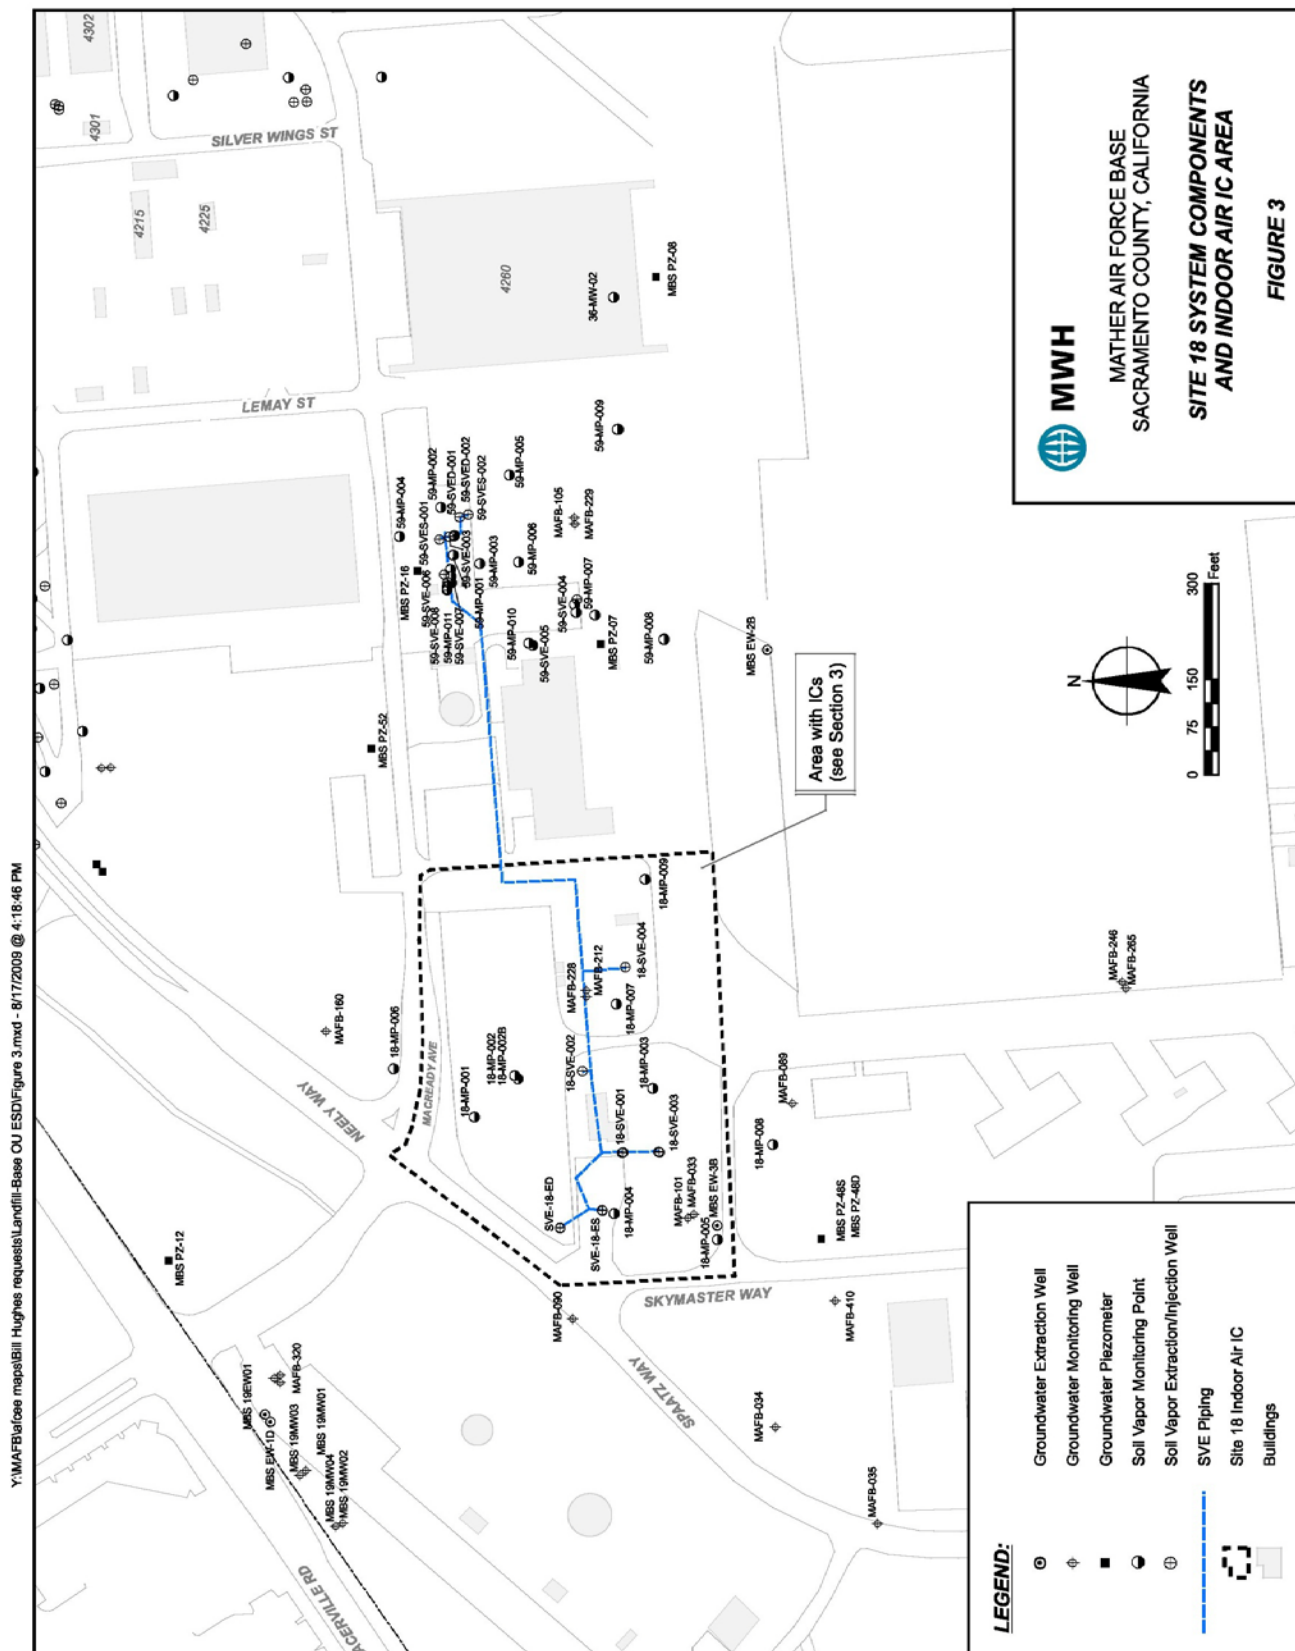 Y:\MAFB\afcee maps\Bill Hughes requests\Landfill-Base OU ESD\Figure 3.mxd - 8/17/2009 @ 4:18:46 PM
4302
4301
SILVER WINGS ST
4215
4225
4260
36-MW-02
MBS PZ-08
LEMAY ST
59-MP-004
59-SVES-001
59-MP-002
59-SVED-001
59-SVED-002
59-SVES-002
59-MP-005
59-MP-009
MBS PZ-16
59-SVE-006
59-SVE-008
59-MP-011
59-SVE-007
59-MP-001
59-SVE-003
59-MP-003
59-MP-006
MAFB-105
MAFB-229
59-MP-010
59-SVE-005
59-SVE-004
59-MP-007
MBS PZ-07
59-MP-008
MBS EW-2B
MBS PZ-52
Area with ICs
(see Section 3)
N
0 75 150 300
Feet
MAFB-160
18-MP-006
NEELY WAY
MACREADY AVE
18-MP-001
18-MP-002
18-MP-002B
18-SVE-002
MAFB-228
MAFB-212
18-MP-007
18-SVE-004
18-MP-009
18-MP-003
18-SVE-001
18-SVE-003
SVE-18-ED
SVE-18-ES
18-MP-004
MAFB-101
MAFB-033
MBS EW-3B
18-MP-005
MAFB-246
MAFB-265
MAFB-089
18-MP-008
MBS PZ-48S
MBS PZ-48D
MBS PZ-12
MAFB-090
SKYMASTER WAY
MAFB-410
SPAATZ WAY
MAFB-034
MAFB-035
MBS 19EW01
MBS EW-1D
MAFB-320
MBS 19MW03
MBS 19MW01
MBS 19MW04
MBS 19MW02
ACERVILLE RD
LEGEND:
Groundwater Extraction Well
Groundwater Monitoring Well
Groundwater Piezometer
Soil Vapor Monitoring Point
Soil Vapor Extraction/Injection Well
SVE Piping
Site 18 Indoor Air IC
Buildings
MWH
MATHER AIR FORCE BASE
SACRAMENTO COUNTY, CALIFORNIA
SITE 18 SYSTEM COMPONENTS
AND INDOOR AIR IC AREA
FIGURE 3